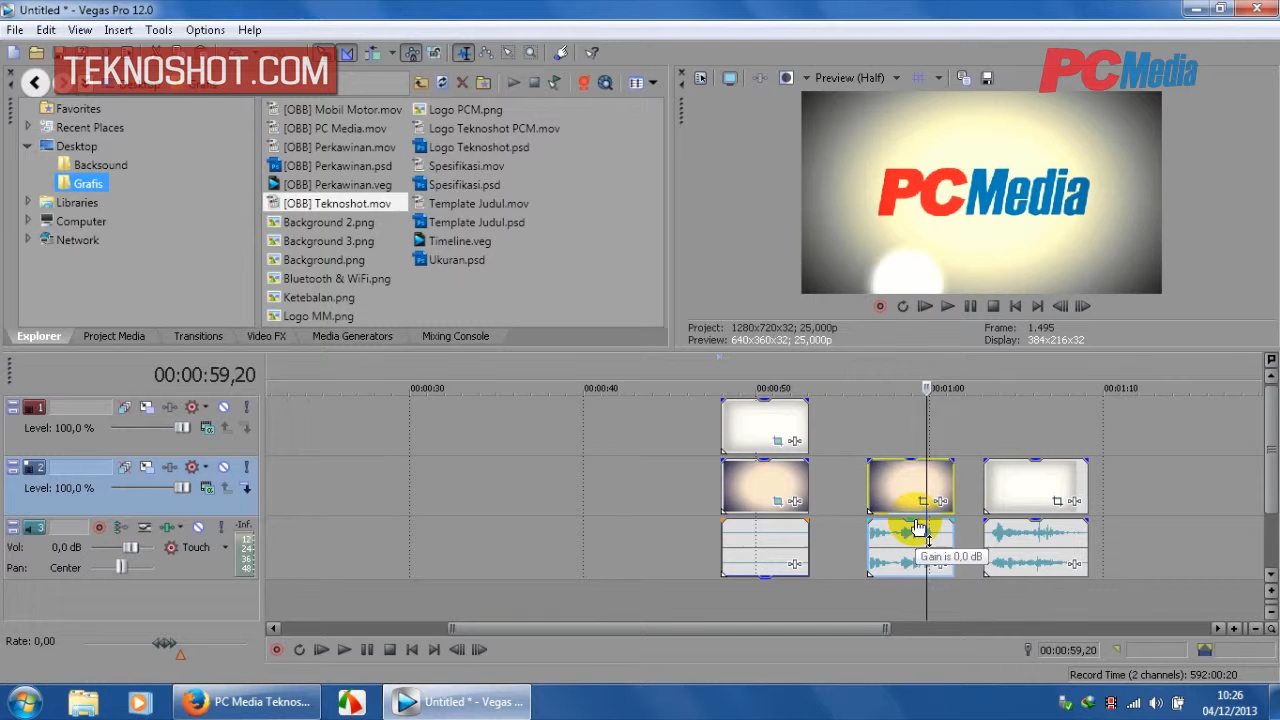 Untitled * - Vegas Pro 12.0
File Edit View Insert Tools Options Help
TEKNOSHOT.COM
PCMedia
Preview (Half)
Favorites
Recent Places
Desktop
Backsound
Grafis
Libraries
Computer
Network
[OBB] Mobil Motor.mov
[OBB] PC Media.mov
[OBB] Perkawinan.mov
[OBB] Perkawinan.psd
[OBB] Perkawinan.veg
[OBB] Teknoshot.mov
Background 2.png
Background 3.png
Background.png
Bluetooth & WiFi.png
Ketebalan.png
Logo MM.png
Logo PCM.png
Logo Teknoshot PCM.mov
Logo Teknoshot.psd
Spesifikasi.mov
Spesifikasi.psd
Template Judul.mov
Template Judul.psd
Timeline.veg
Ukuran.psd
PCMedia
Explorer Project Media Transitions Video FX Media Generators Mixing Console
Project: 1280x720x32; 25,000p Frame: 1.495
Preview: 640x360x32; 25,000p Display: 384x216x32
00:00:59,20
00:00:30 00:00:40 00:00:50 00:01:00 00:01:10
1
Level: 100,0 %
2
Level: 100,0 %
3
-Inf.
Vol: 0,0 dB Touch
Pan: Center
12
24
36
48
Gain is 0,0 dB
Rate: 0,00
00:00:59,20
Record Time (2 channels): 592:00:20
PC Media Teknos...
Untitled * - Vegas ...
10:26
04/12/2013